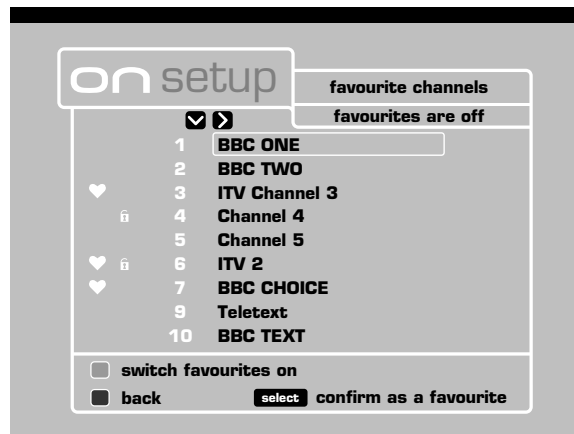 on setup
favourite channels
favourites are off
1 BBC ONE
2 BBC TWO
3 ITV Channel 3
4 Channel 4
5 Channel 5
6 ITV 2
7 BBC CHOICE
9 Teletext
10 BBC TEXT
switch favourites on
back select confirm as a favourite